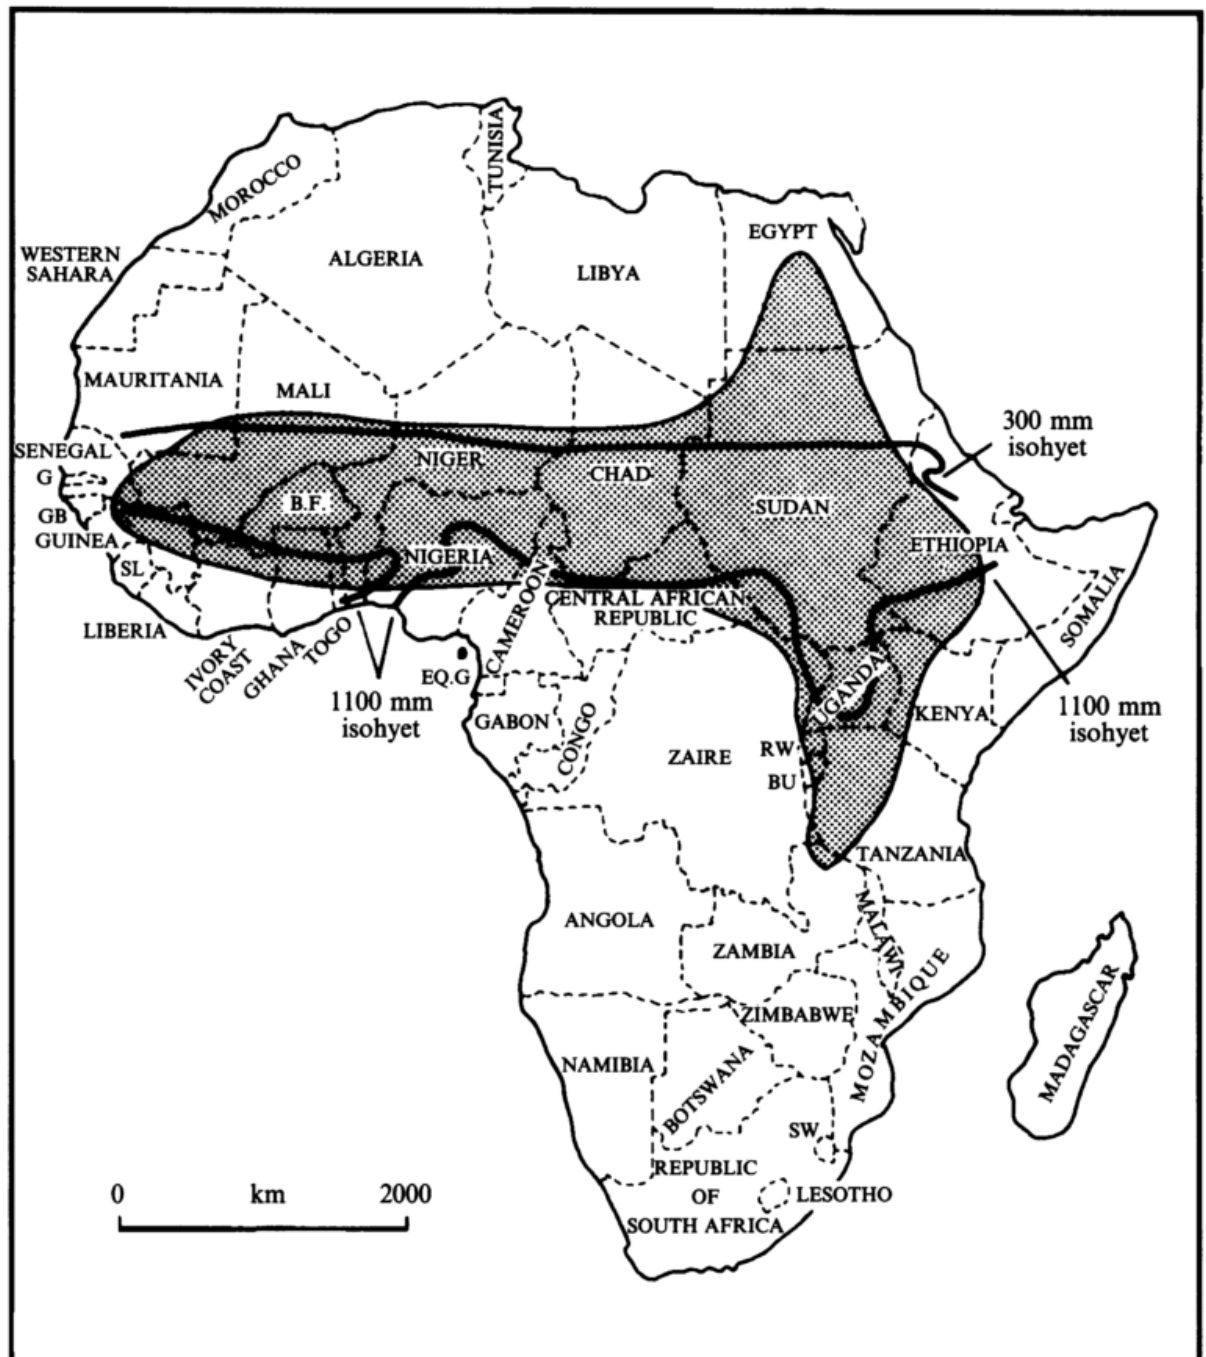 TUNISIA
MOROCCO
EGYPT
WESTERN
SAHARA
ALGERIA
LIBYA
MAURITANIA
MALI
300 mm
isohyet
SENEGAL
NIGER
CHAD
G
B.F.
SUDAN
GB
GUINEA
NIGERIA
ETHIOPIA
SL
CENTRAL AFRICAN
REPUBLIC
SOMALIA
LIBERIA
CAMEROON
IVORY
COAST
GHANA
TOGO
EQ.G
UGANDA
1100 mm
isohyet
GABON
CONGO
KENYA
1100 mm
isohyet
ZAIRE
RW
BU
TANZANIA
ANGOLA
ZAMBIA
MALAWI
MOZAMBIQUE
MADAGASCAR
ZIMBABWE
NAMIBIA
BOTSWANA
SW
REPUBLIC
OF
SOUTH AFRICA
LESOTHO
0 km 2000